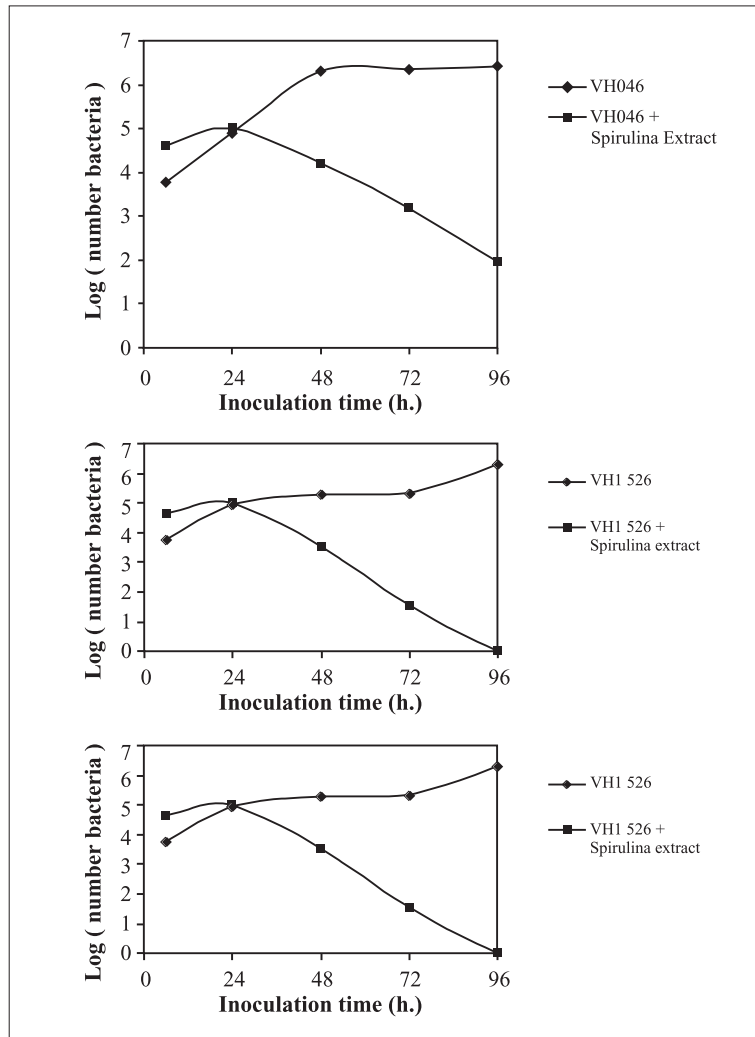 7
6
5
4
3
2
1
0
Log ( number bacteria )
0 24 48 72 96
Inoculation time (h.)
VH046
VH046 +
Spirulina Extract
7
6
5
4
3
2
1
0
Log ( number bacteria )
0 24 48 72 96
Inoculation time (h.)
VH1 526
VH1 526 +
Spirulina extract
7
6
5
4
3
2
1
0
Log ( number bacteria )
0 24 48 72 96
Inoculation time (h.)
VH1 526
VH1 526 +
Spirulina extract